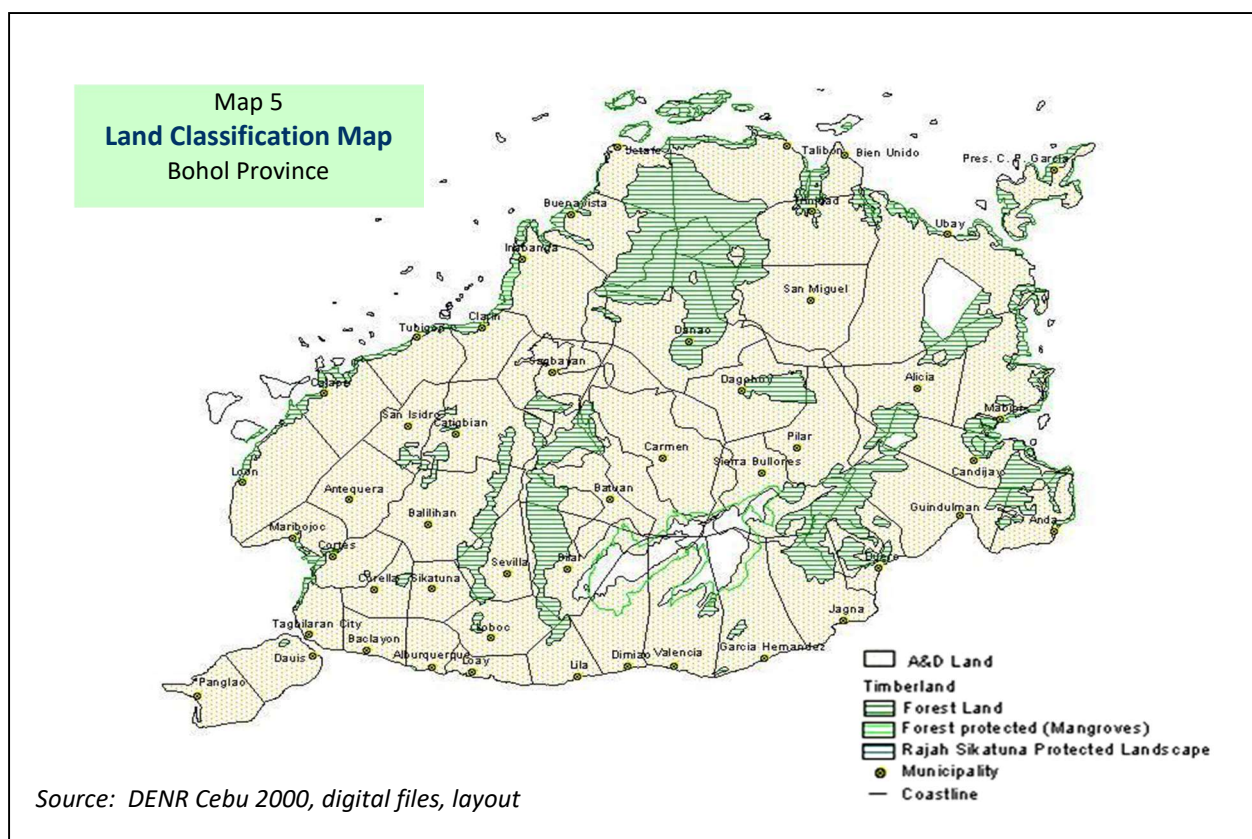 Map 5
Land Classification Map
Bohol Province
Jetafe
Talibon
Bien Unido
Pres. C. P. Garcia
Buenavista
Trinidad
Ubay
Inabanga
San Miguel
Clarin
Tubigon
Danao
Sagbayan
Dagohoy
Alicia
Calape
Mabini
San Isidro
Catigbian
Pilar
Carmen
Sierra Bullones
Candijay
Loon
Antequera
Batuan
Guindulman
Balilihan
Anda
Maribojoc
Cortes
Sevilla
Bilar
Duero
Corella
Sikatuna
Jagna
Tagbilaran City
Loboc
Baclayon
Garcia Hernandez
Dauis
Alburquerque
Loay
Lila
Dimiao
Valencia
Panglao
A&D Land
Timberland
Forest Land
Forest protected (Mangroves)
Rajah Sikatuna Protected Landscape
Municipality
Coastline
Source: DENR Cebu 2000, digital files, layout